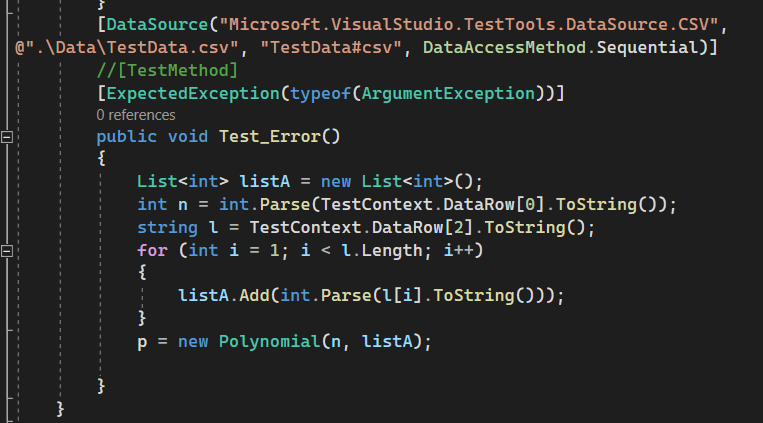 }
[DataSource("Microsoft.VisualStudio.TestTools.DataSource.CSV",
@".\Data\TestData.csv", "TestData#csv", DataAccessMethod.Sequential)]
//[TestMethod]
[ExpectedException(typeof(ArgumentException))]
0 references
public void Test_Error()
{
List<int> listA = new List<int>();
int n = int.Parse(TestContext.DataRow[0].ToString());
string l = TestContext.DataRow[2].ToString();
for (int i = 1; i < l.Length; i++)
{
listA.Add(int.Parse(l[i].ToString()));
}
p = new Polynomial(n, listA);
}
}